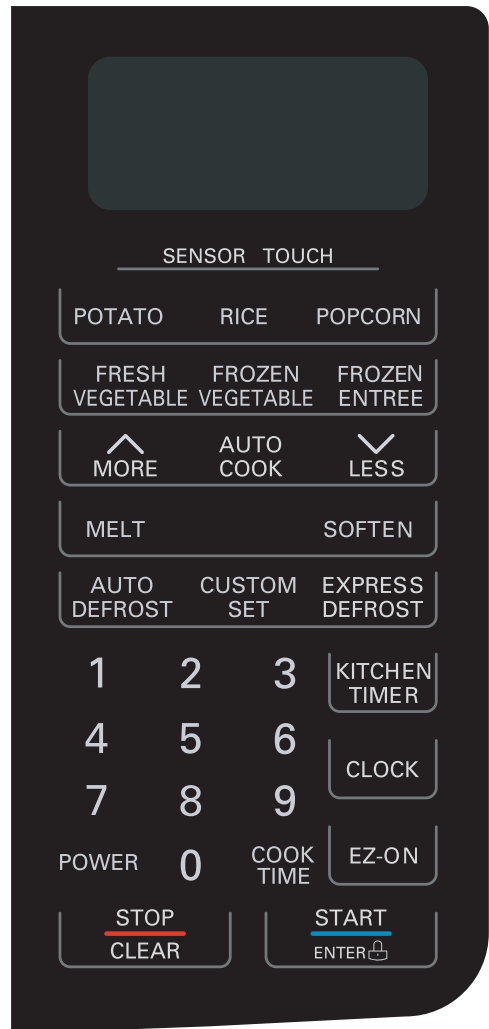 SENSOR TOUCH
POTATO RICE POPCORN
FRESH VEGETABLE FROZEN VEGETABLE FROZEN ENTREE
MORE AUTO COOK LESS
MELT SOFTEN
AUTO DEFROST CUSTOM SET EXPRESS DEFROST
1 2 3 KITCHEN TIMER
4 5 6
CLOCK
7 8 9
POWER 0 COOK TIME EZ-ON
STOP START
CLEAR ENTER